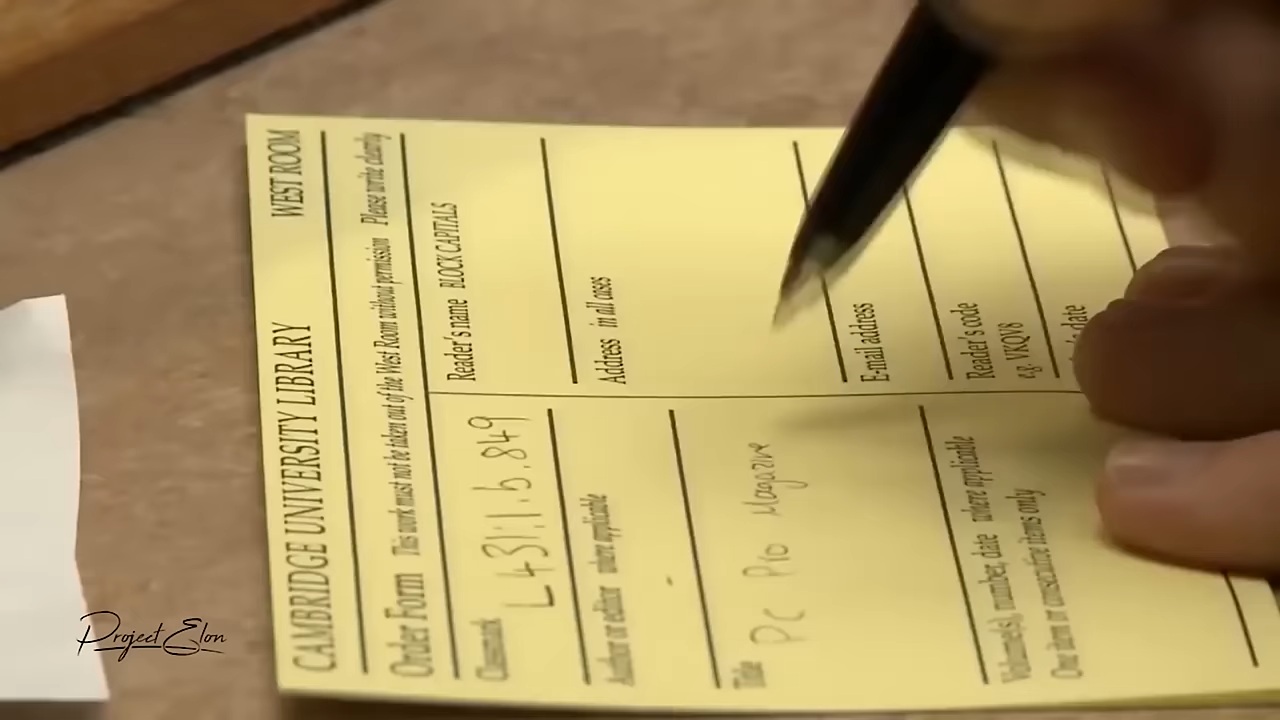 CAMBRIDGE UNIVERSITY LIBRARY WEST ROOM
Order Form This work must not be taken out of the West Room without permission Please write clearly
Classmark L431.1.b.849
Author or editor where applicable
Title PC Pro Magazine
Volume(s) number, date where applicable
One item or consecutive items only
Reader's name BLOCK CAPITALS
Address in all cases
E-mail address
Reader's code
e.g. VKQV8
date
Project Elon